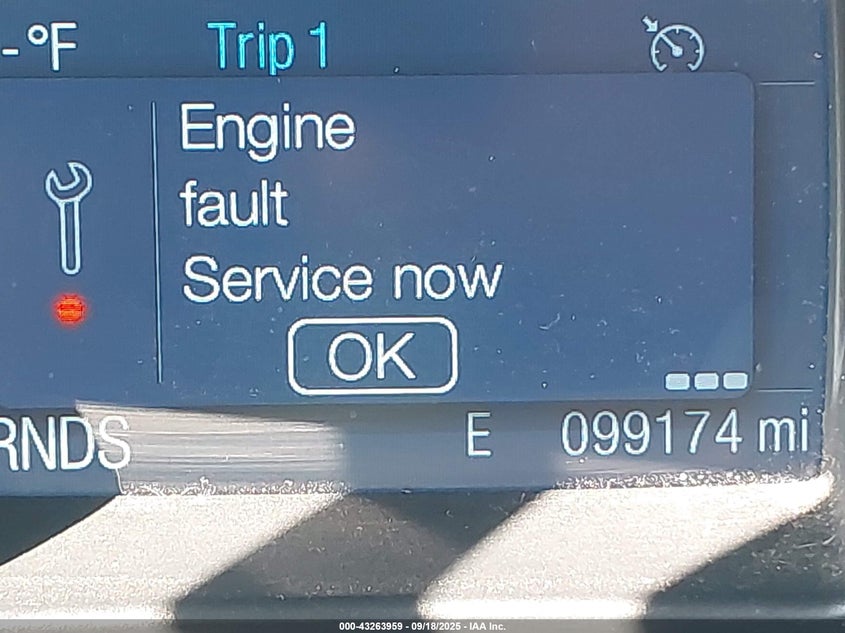 -°F Trip 1
Engine
fault
Service now
OK
RNDS E 099174 mi
000-43263959 - 09/18/2025 - IAA Inc.